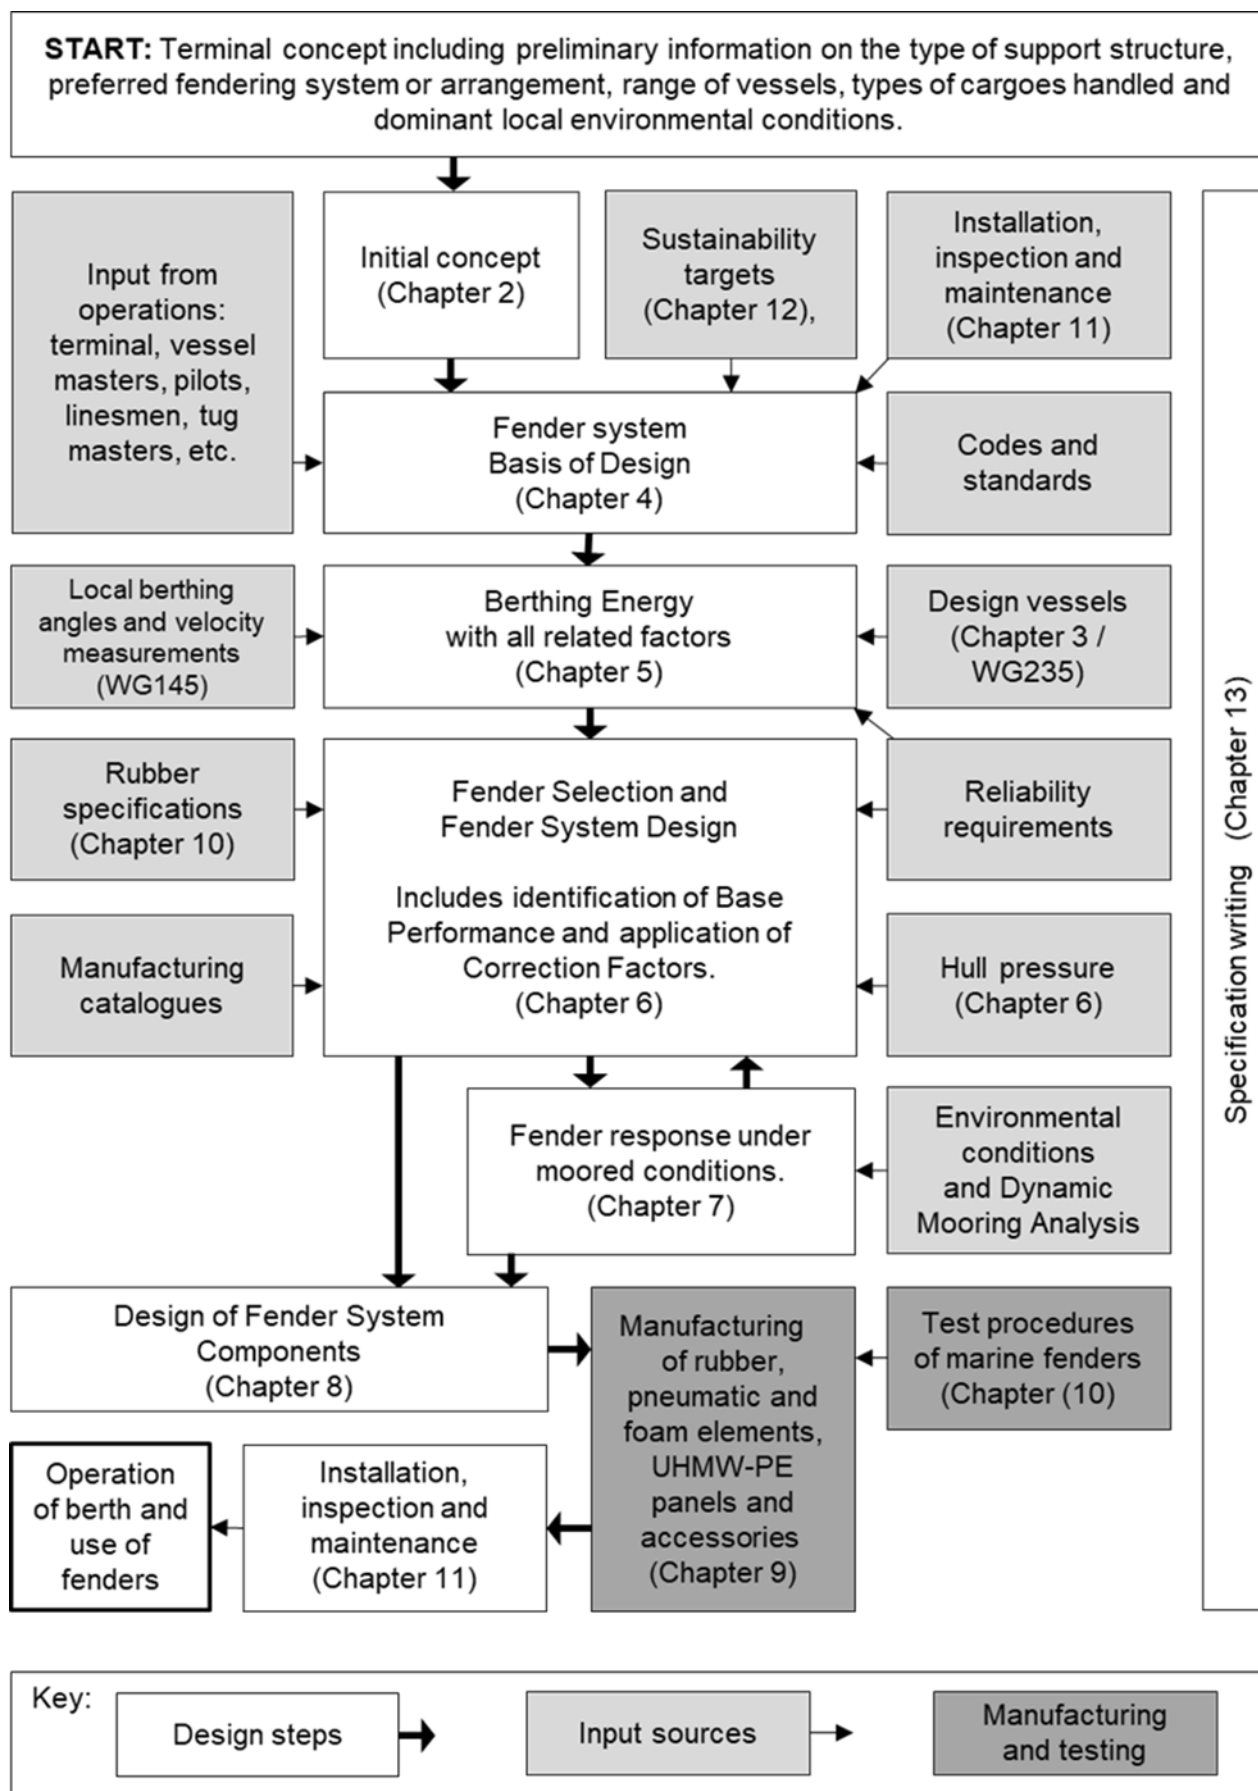 START: Terminal concept including preliminary information on the type of support structure,
preferred fendering system or arrangement, range of vessels, types of cargoes handled and
dominant local environmental conditions.
Input from
operations:
terminal, vessel
masters, pilots,
linesmen, tug
masters, etc.
Initial concept
(Chapter 2)
Sustainability
targets
(Chapter 12),
Installation,
inspection and
maintenance
(Chapter 11)
Fender system
Basis of Design
(Chapter 4)
Codes and
standards
Local berthing
angles and velocity
measurements
(WG145)
Berthing Energy
with all related factors
(Chapter 5)
Design vessels
(Chapter 3 /
WG235)
Rubber
specifications
(Chapter 10)
Fender Selection and
Fender System Design
Includes identification of Base
Performance and application of
Correction Factors.
(Chapter 6)
Reliability
requirements
Manufacturing
catalogues
Hull pressure
(Chapter 6)
Fender response under
moored conditions.
(Chapter 7)
Environmental
conditions
and Dynamic
Mooring Analysis
Design of Fender System
Components
(Chapter 8)
Manufacturing
of rubber,
pneumatic and
foam elements,
UHMW-PE
panels and
accessories
(Chapter 9)
Test procedures
of marine fenders
(Chapter (10)
Operation
of berth and
use of
fenders
Installation,
inspection and
maintenance
(Chapter 11)
Specification writing (Chapter 13)
Key:
Design steps
Input sources
Manufacturing
and testing